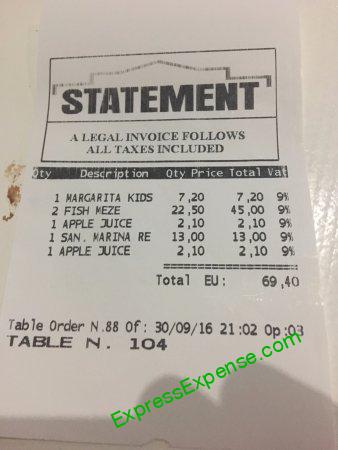 STATEMENT
A LEGAL INVOICE FOLLOWS
ALL TAXES INCLUDED
Qty Description Qty Price Total Vat
1 MARGARITA KIDS 7,20 7,20 9%
2 FISH MEZE 22,50 45,00 9%
1 APPLE JUICE 2,10 2,10 9%
1 SAN. MARINA RE 13,00 13,00 9%
1 APPLE JUICE 2,10 2,10 9%
Total EU: 69,40
Table Order N.88 Of: 30/09/16 21:02 Op:03
TABLE N. 104
ExpressExpense.com